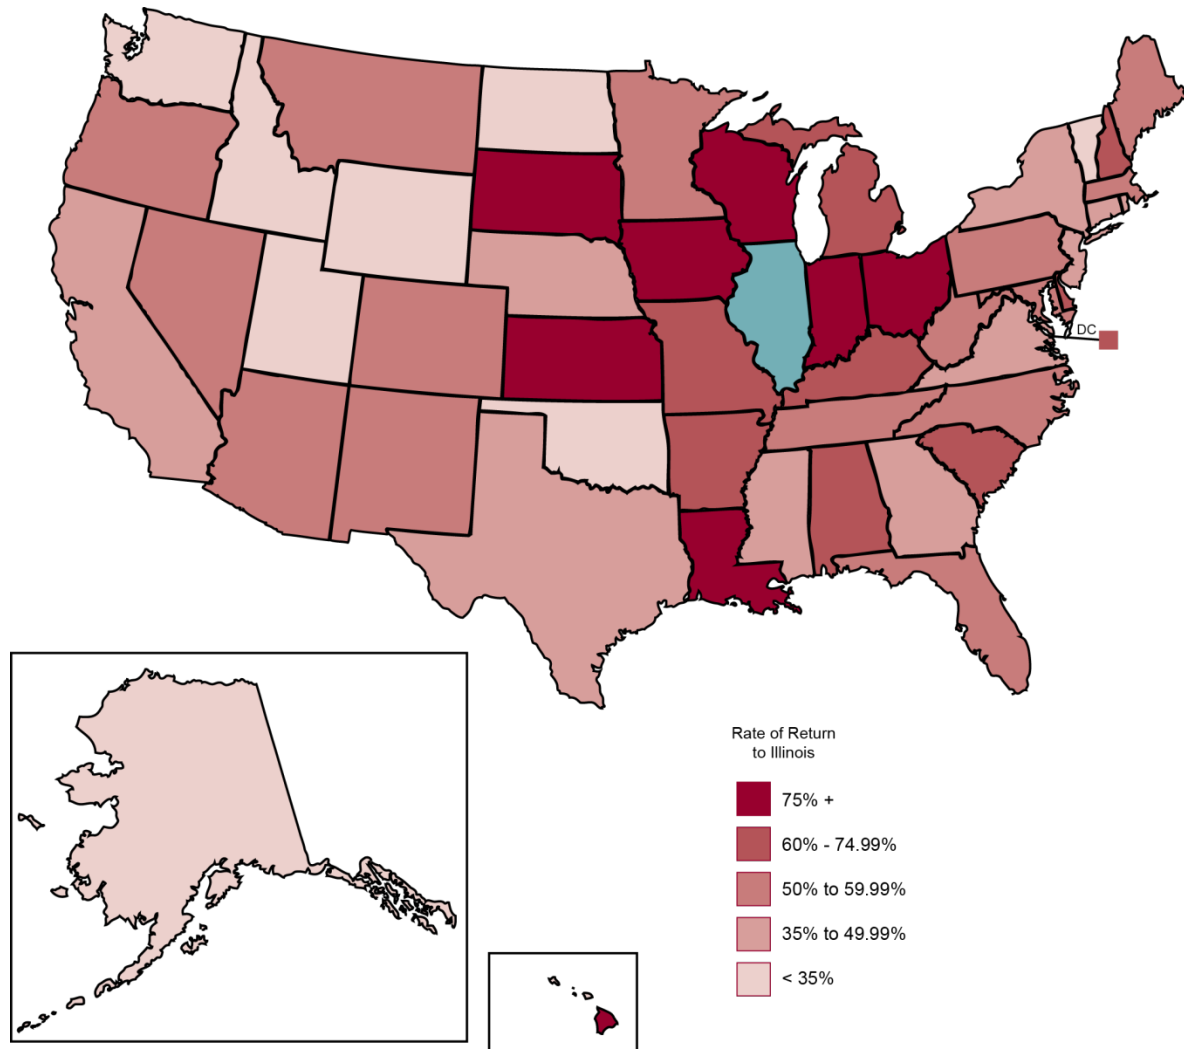 DC
Rate of Return
to Illinois
75% +
60% - 74.99%
50% to 59.99%
35% to 49.99%
< 35%